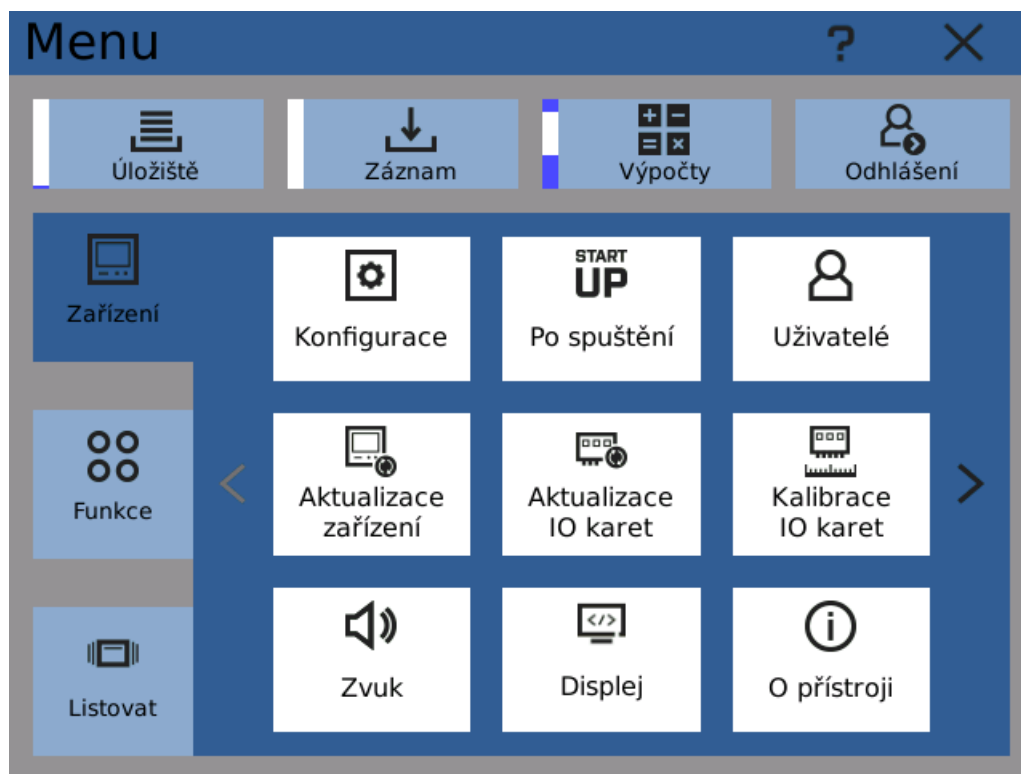 Menu ?
Úložiště
Záznam
Výpočty
Odhlášení
Zařízení
Konfigurace
START
UP
Po spuštění
Uživatelé
Funkce
Aktualizace
zařízení
Aktualizace
IO karet
Kalibrace
IO karet
Listovat
Zvuk
Displej
O přístroji